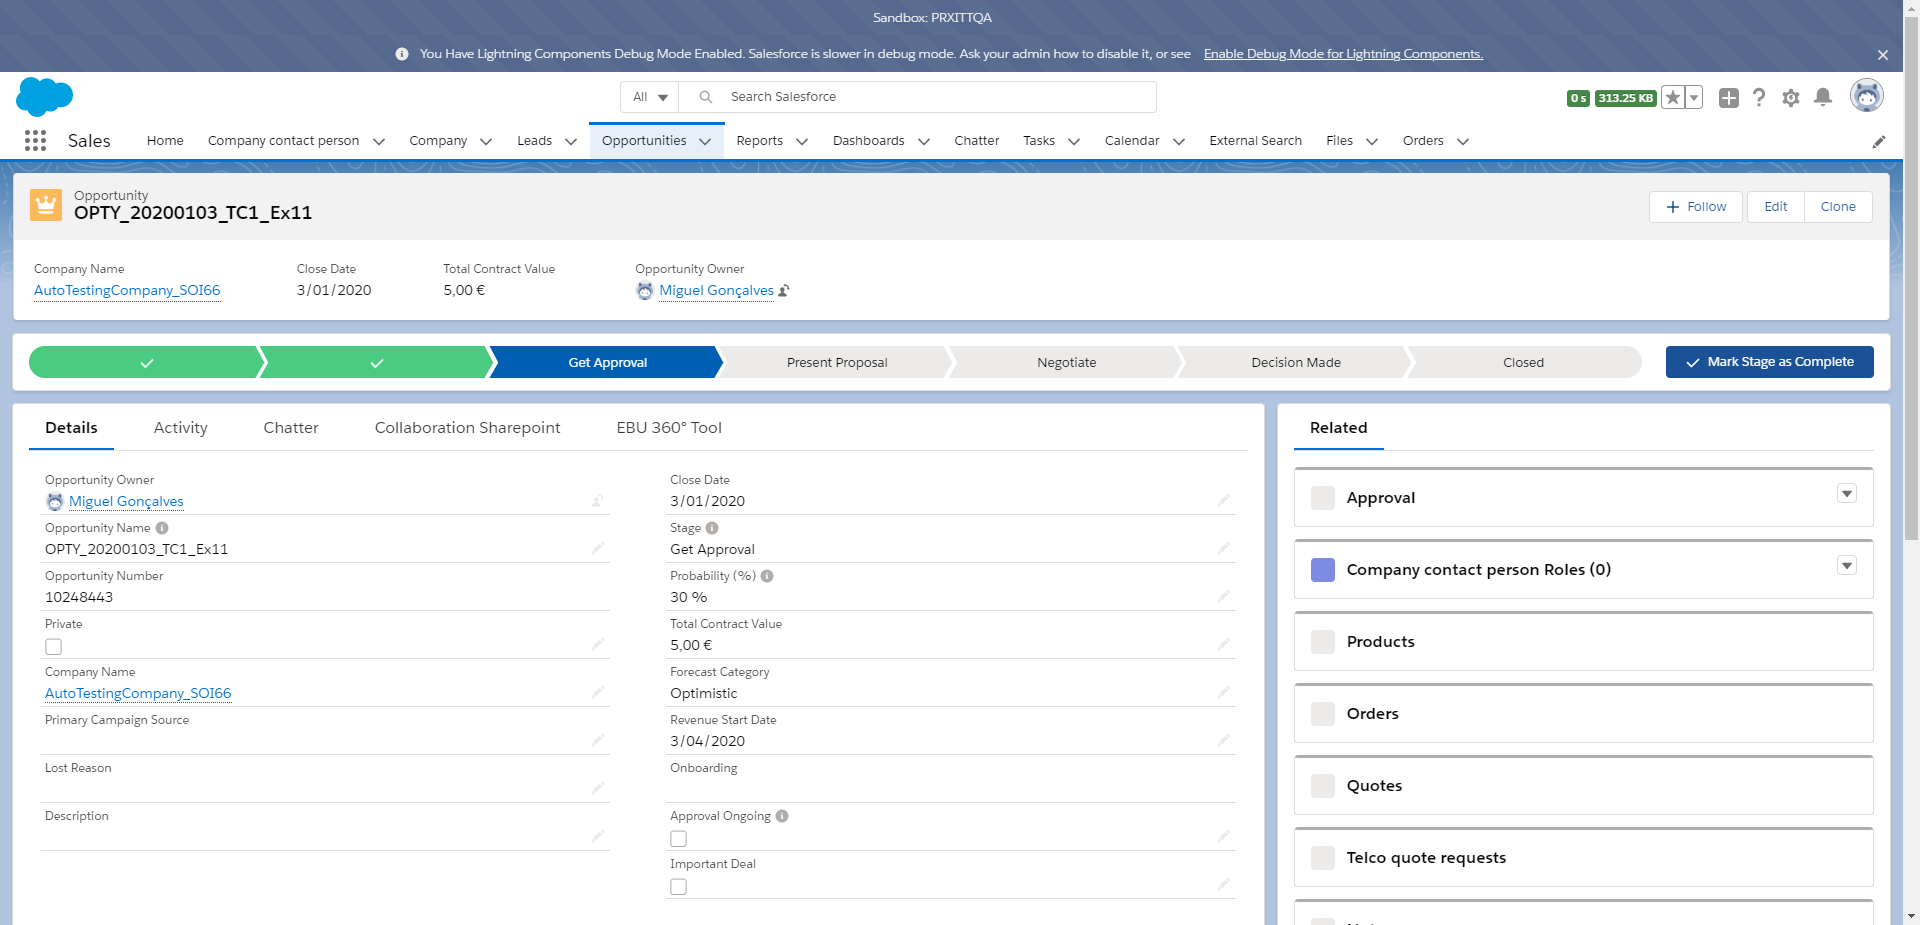 Sandbox: PRXITTQA
You Have Lightning Components Debug Mode Enabled. Salesforce is slower in debug mode. Ask your admin how to disable it, or see Enable Debug Mode for Lightning Components.
All Search Salesforce 0 s 313.25 KB
Sales Home Company contact person Company Leads Opportunities Reports Dashboards Chatter Tasks Calendar External Search Files Orders
Opportunity
OPTY_20200103_TC1_Ex11
Follow Edit Clone
Company Name Close Date Total Contract Value Opportunity Owner
AutoTestingCompany_SOI66 3/01/2020 5,00 € Miguel Gonçalves
Get Approval Present Proposal Negotiate Decision Made Closed Mark Stage as Complete
Details Activity Chatter Collaboration Sharepoint EBU 360° Tool
Opportunity Owner
Miguel Gonçalves
Opportunity Name
OPTY_20200103_TC1_Ex11
Opportunity Number
10248443
Private
Company Name
AutoTestingCompany_SOI66
Primary Campaign Source
Lost Reason
Description
Close Date
3/01/2020
Stage
Get Approval
Probability (%)
30 %
Total Contract Value
5,00 €
Forecast Category
Optimistic
Revenue Start Date
3/04/2020
Onboarding
Approval Ongoing
Important Deal
Related
Approval
Company contact person Roles (0)
Products
Orders
Quotes
Telco quote requests